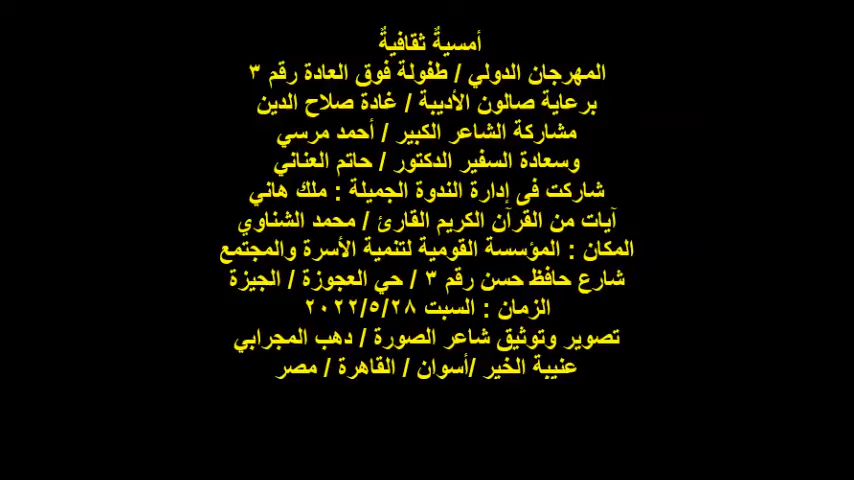 أمسيةٌ ثقافيةٌ
المهرجان الدولي / طفولة فوق العادة رقم ٣
برعاية صالون الأديبة / غادة صلاح الدين
مشاركة الشاعر الكبير / أحمد مرسي
وسعادة السفير الدكتور / حاتم العناني
شاركت فى إدارة الندوة الجميلة : ملك هاني
آيات من القرآن الكريم القارئ / محمد الشناوي
المكان : المؤسسة القومية لتنمية الأسرة والمجتمع
شارع حافظ حسن رقم ٣ / حي العجوزة / الجيزة
الزمان : السبت ٢٠٢٢/٥/٢٨
تصوير وتوثيق شاعر الصورة / دهب المجرابي
عنيبة الخير /أسوان / القاهرة / مصر